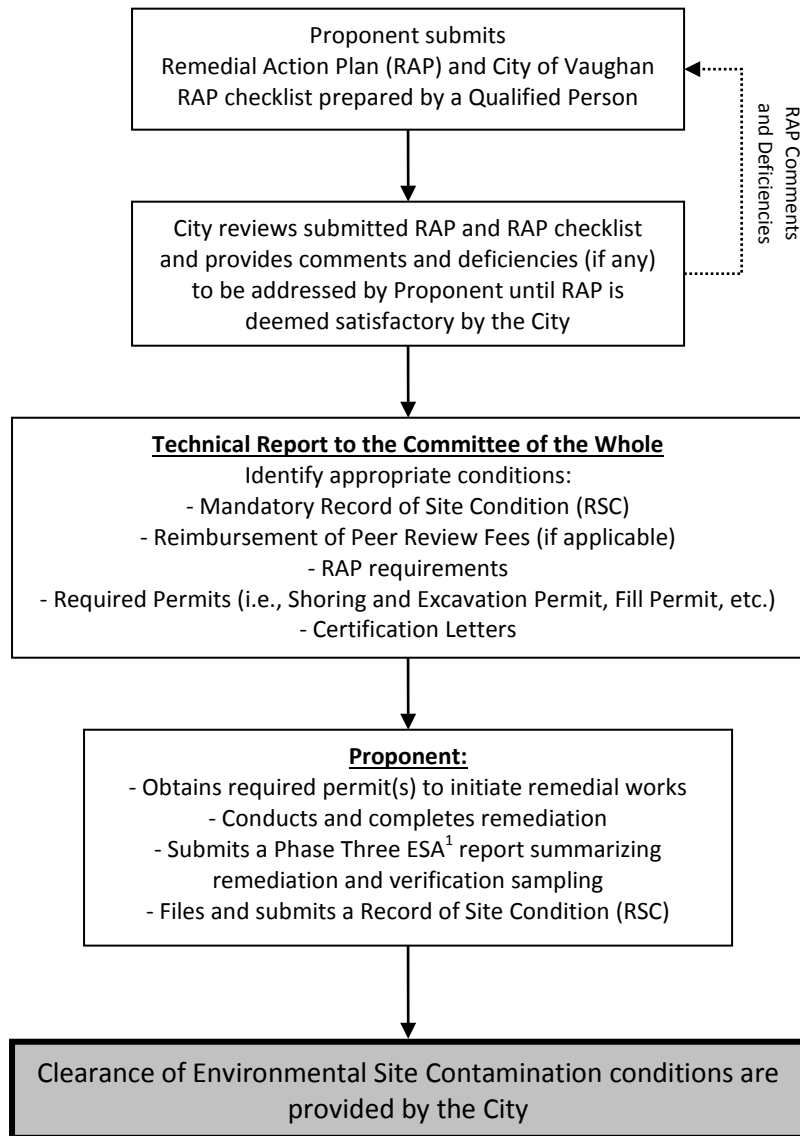 Proponent submits
Remedial Action Plan (RAP) and City of Vaughan
RAP checklist prepared by a Qualified Person
RAP Comments
and Deficiencies
City reviews submitted RAP and RAP checklist
and provides comments and deficiencies (if any)
to be addressed by Proponent until RAP is
deemed satisfactory by the City
Technical Report to the Committee of the Whole
Identify appropriate conditions:
- Mandatory Record of Site Condition (RSC)
- Reimbursement of Peer Review Fees (if applicable)
- RAP requirements
- Required Permits (i.e., Shoring and Excavation Permit, Fill Permit, etc.)
- Certification Letters
Proponent:
- Obtains required permit(s) to initiate remedial works
- Conducts and completes remediation
- Submits a Phase Three ESA¹ report summarizing
remediation and verification sampling
- Files and submits a Record of Site Condition (RSC)
Clearance of Environmental Site Contamination conditions are
provided by the City